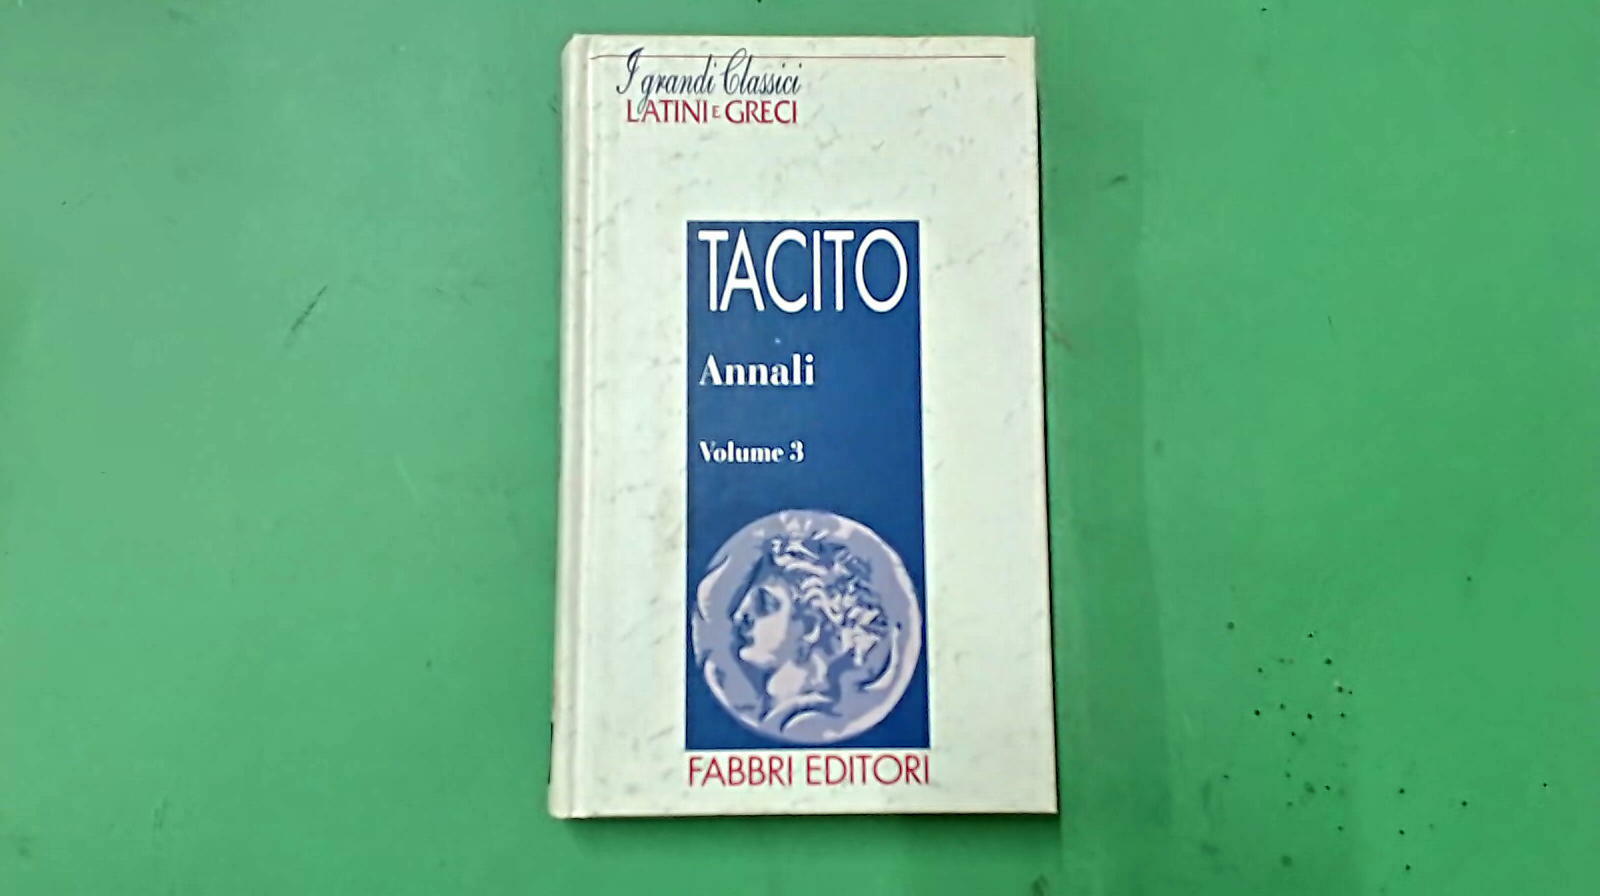 I grandi Classici
LATINI E GRECI
TACITO
Annali
Volume 3
FABBRI EDITORI